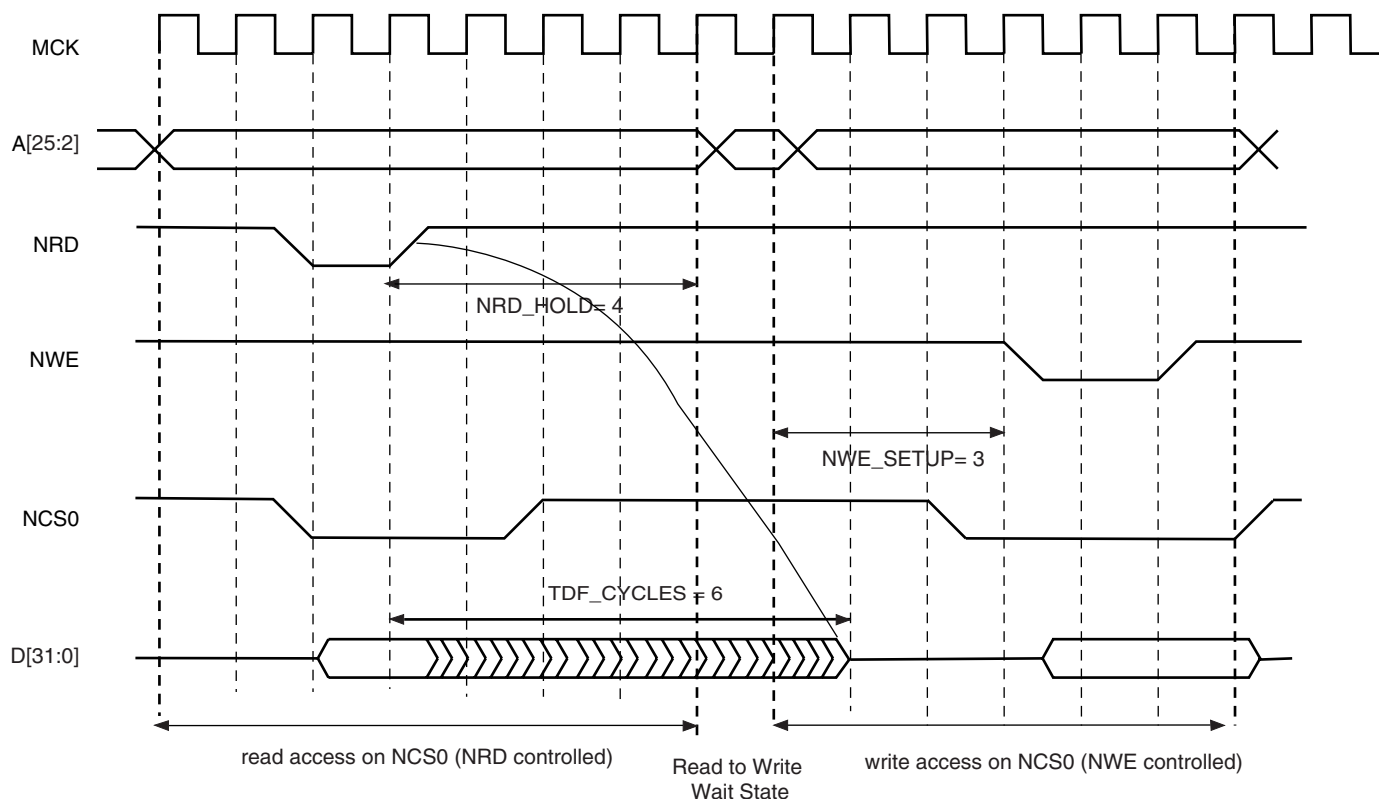 MCK
A[25:2]
NRD
NRD_HOLD= 4
NWE
NWE_SETUP= 3
NCS0
TDF_CYCLES = 6
D[31:0]
read access on NCS0 (NRD controlled)
Read to Write
Wait State
write access on NCS0 (NWE controlled)